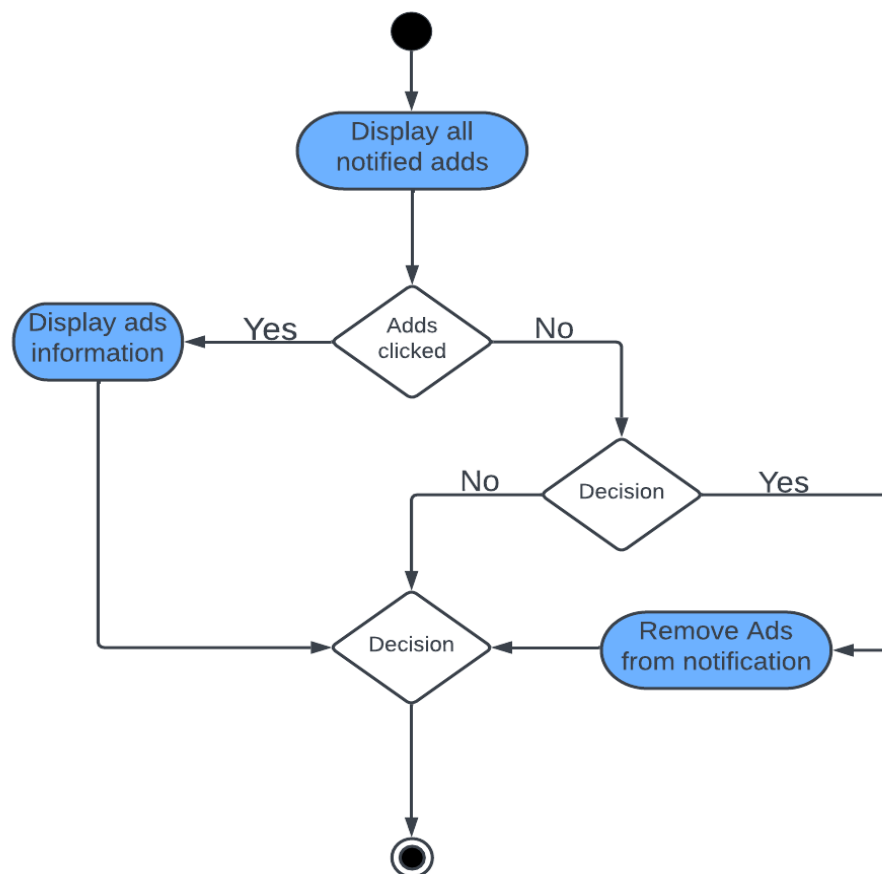 Display all
notified adds
Adds
clicked
Yes
No
Display ads
information
Decision
No
Yes
Decision
Remove Ads
from notification